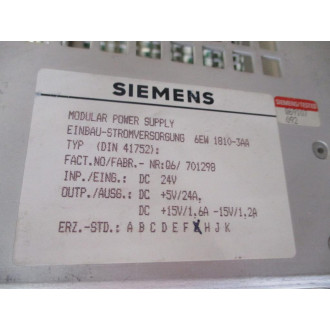 SIEMENS
MODULAR POWER SUPPLY
EINBAU-STROMVERSORGUNG 6EW 1810-3AA
TYP (DIN 41752):
FACT.NO/FABR.- NR:06/ 701298
INP./EING.: DC 24V
OUTP./AUSG.: DC +5V/24A,
DC +15V/1,6A -15V/1,2A
ERZ.-STD.: A B C D E F X H J K